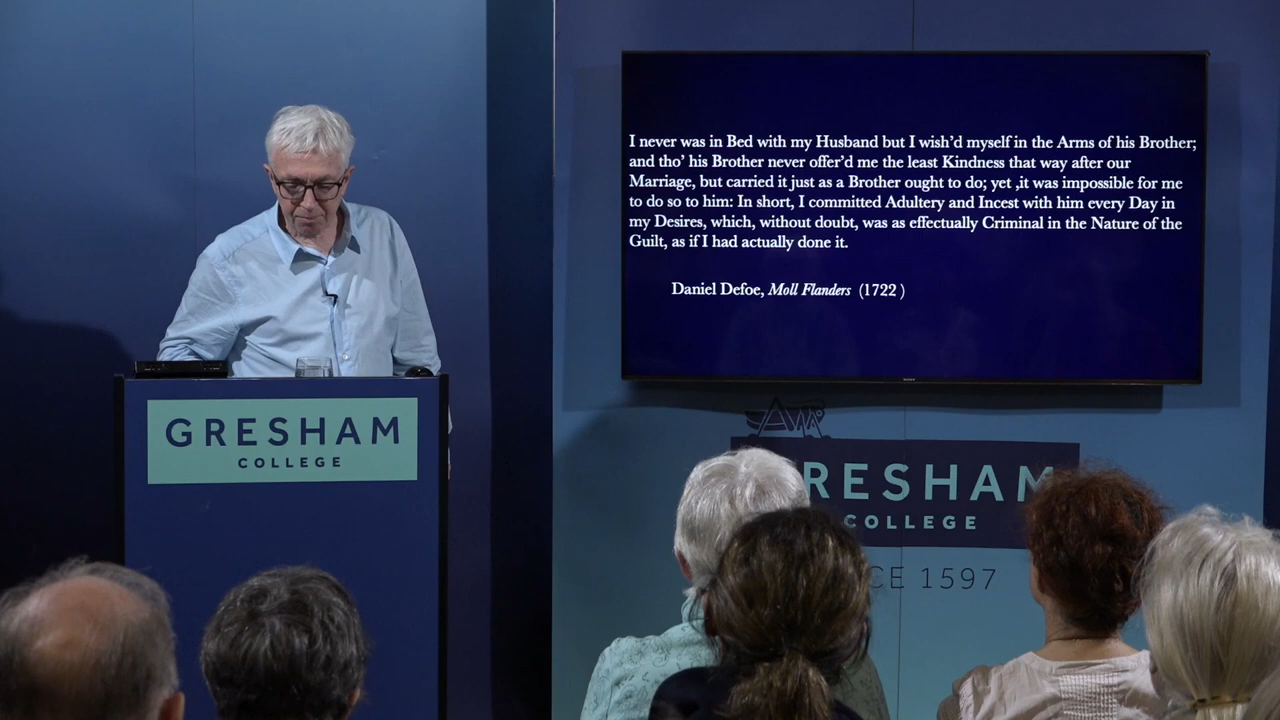 I never was in Bed with my Husband but I wish'd myself in the Arms of his Brother;
and tho' his Brother never offer'd me the least Kindness that way after our
Marriage, but carried it just as a Brother ought to do; yet ,it was impossible for me
to do so to him: In short, I committed Adultery and Incest with him every Day in
my Desires, which, without doubt, was as effectually Criminal in the Nature of the
Guilt, as if I had actually done it.
Daniel Defoe, Moll Flanders (1722 )
SONY
GRESHAM
COLLEGE
RESHAM
COLLEGE
CE 1597